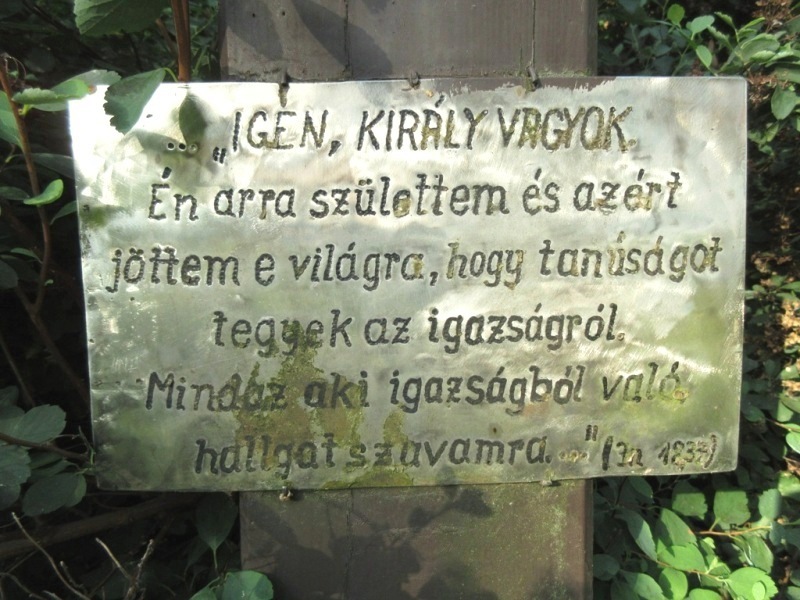 ... „IGEN, KIRÁLY VAGYOK.
Én arra születtem és azért
jöttem e világra, hogy tanúságot
tegyek az igazságról.
Mindaz aki igazságból való,
hallgat szavamra. ..." (Jn 18,37)